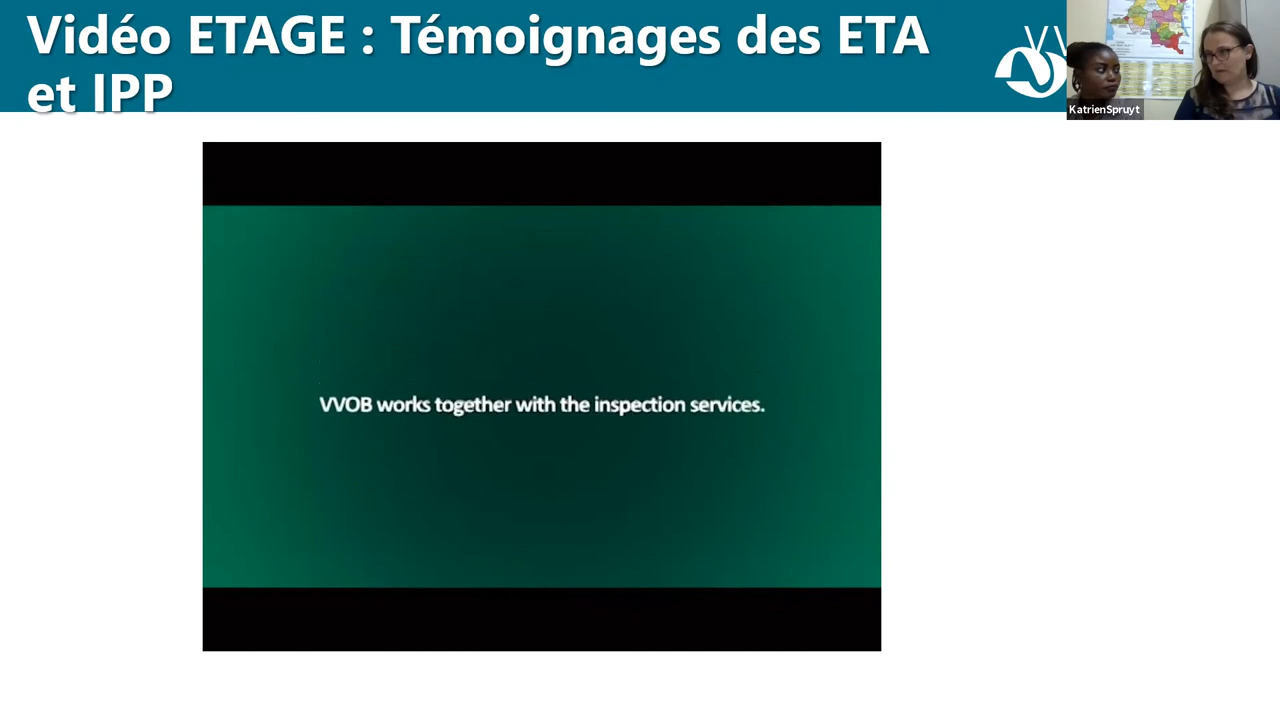 Vidéo ETAGE : Témoignages des ETA
et IPP
KatrienSpruyt
VVOB works together with the inspection services.